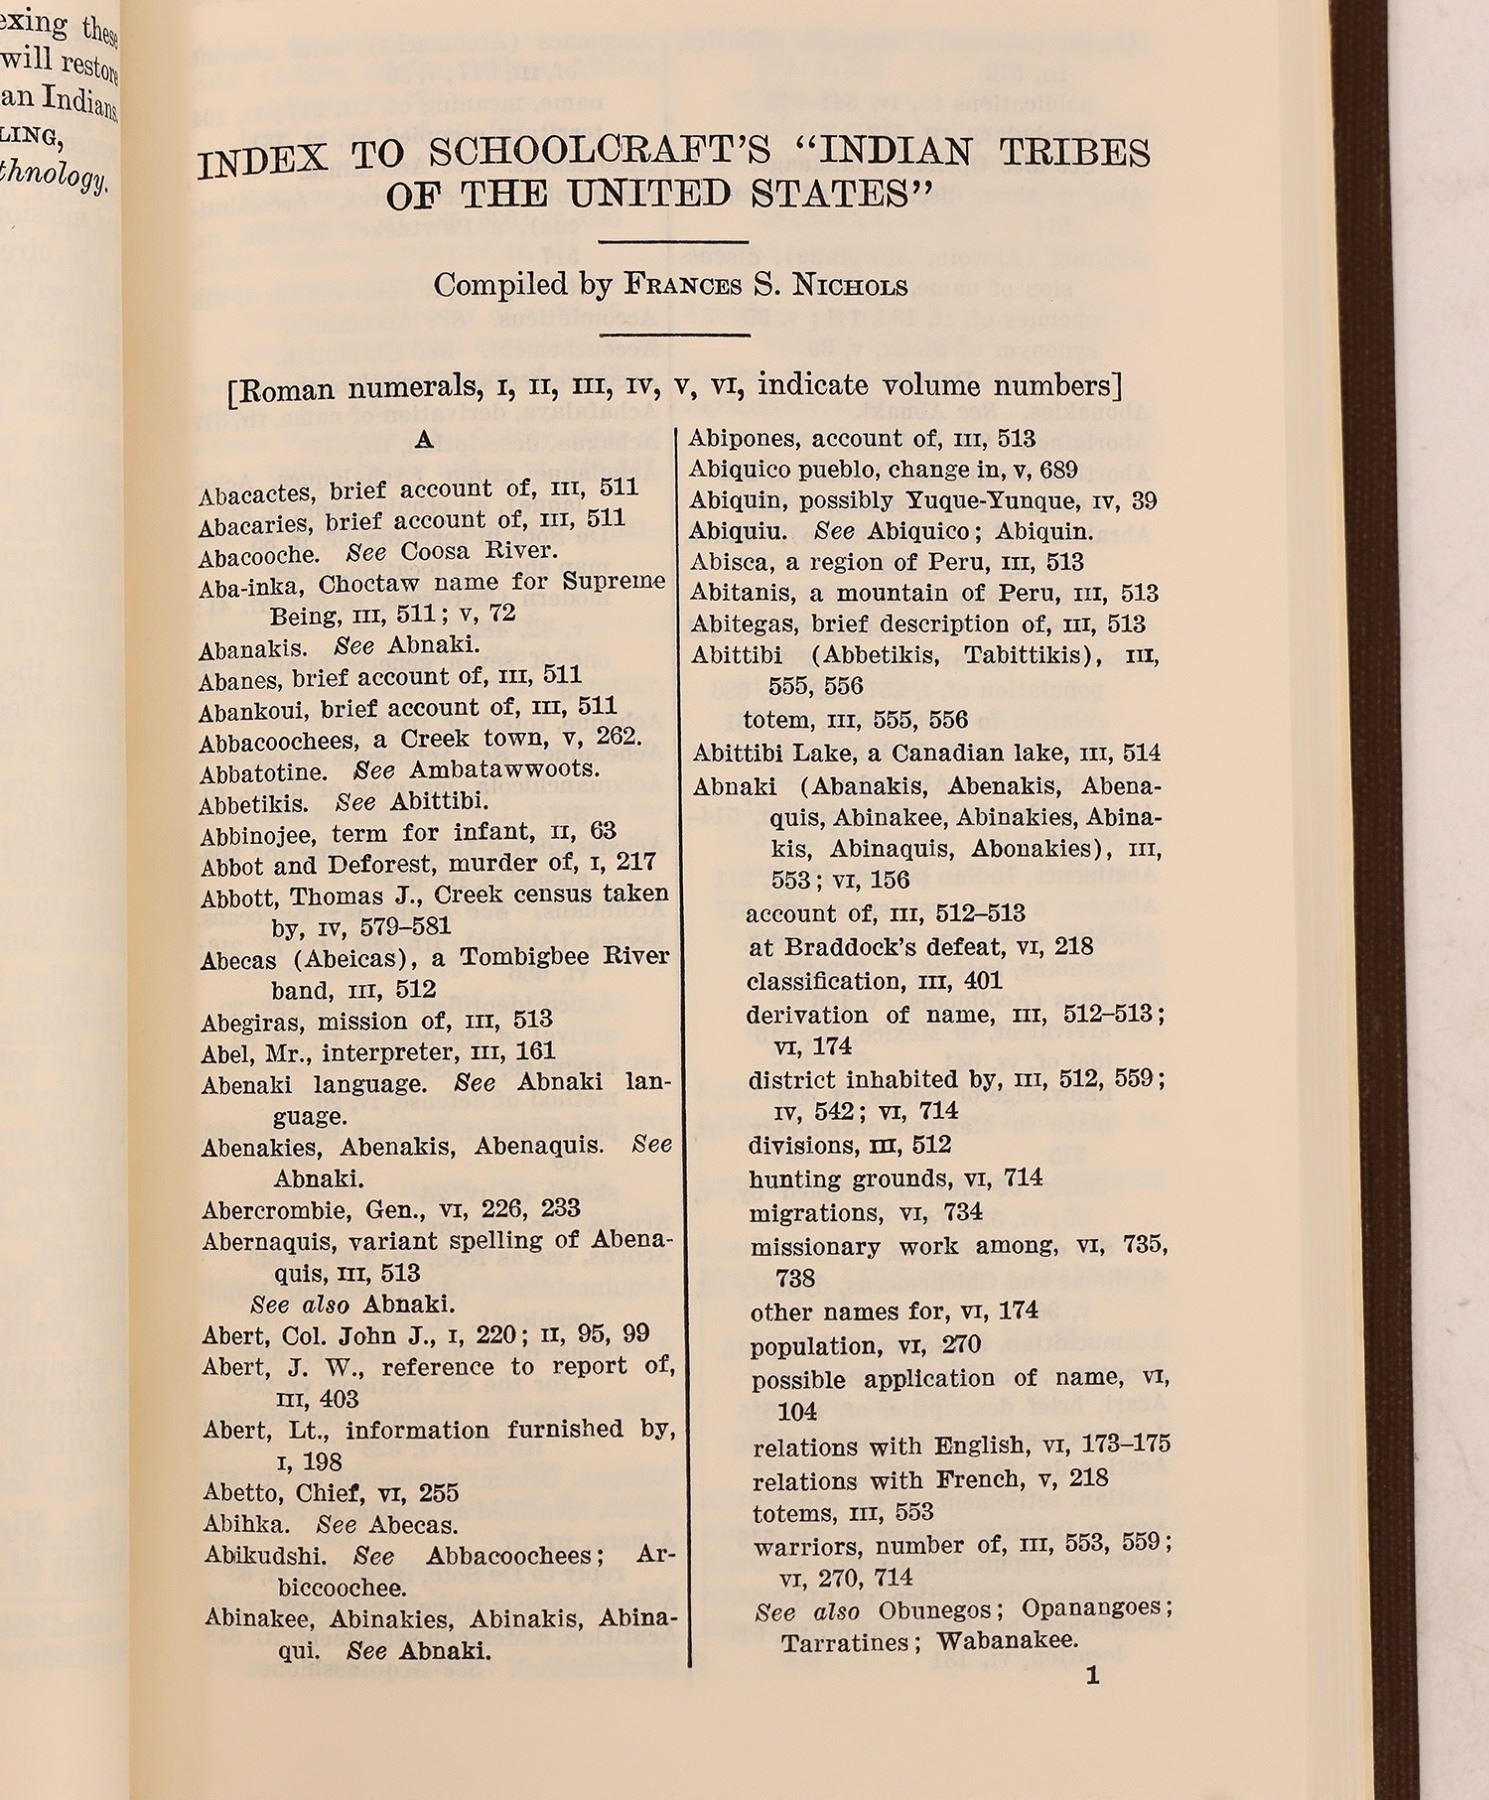 exing these
will restore
an Indians.
LING,
thnology.
INDEX TO SCHOOLCRAFT'S "INDIAN TRIBES
OF THE UNITED STATES"
Compiled by FRANCES S. NICHOLS
[Roman numerals, I, II, III, IV, V, VI, indicate volume numbers]
A
Abacactes, brief account of, III, 511
Abacaries, brief account of, III, 511
Abacooche. See Coosa River.
Aba-inka, Choctaw name for Supreme
Being, III, 511; V, 72
Abanakis. See Abnaki.
Abanes, brief account of, III, 511
Abankoui, brief account of, III, 511
Abbacoochees, a Creek town, V, 262.
Abbatotine. See Ambatawwoots.
Abbetikis. See Abittibi.
Abbinojee, term for infant, II, 63
Abbot and Deforest, murder of, I, 217
Abbott, Thomas J., Creek census taken
by, IV, 579–581
Abecas (Abeicas), a Tombigbee River
band, III, 512
Abegiras, mission of, III, 513
Abel, Mr., interpreter, III, 161
Abenaki language. See Abnaki lan-
guage.
Abenakies, Abenakis, Abenaquis. See
Abnaki.
Abercrombie, Gen., VI, 226, 233
Abernaquis, variant spelling of Abena-
quis, III, 513
See also Abnaki.
Abert, Col. John J., I, 220; II, 95, 99
Abert, J. W., reference to report of,
III, 403
Abert, Lt., information furnished by,
I, 198
Abetto, Chief, VI, 255
Abihka. See Abecas.
Abikudshi. See Abbacoochees; Ar-
biccoochee.
Abinakee, Abinakies, Abinakis, Abina-
qui. See Abnaki.
Abipones, account of, III, 513
Abiquico pueblo, change in, V, 689
Abiquin, possibly Yuque-Yunque, IV, 39
Abiquiu. See Abiquico; Abiquin.
Abisca, a region of Peru, III, 513
Abitanis, a mountain of Peru, III, 513
Abitegas, brief description of, III, 513
Abittibi (Abbetikis, Tabittikis), III,
555, 556
totem, III, 555, 556
Abittibi Lake, a Canadian lake, III, 514
Abnaki (Abanakis, Abenakis, Abena-
quis, Abinakee, Abinakies, Abina-
kis, Abinaquis, Abonakies), III,
553; VI, 156
account of, III, 512–513
at Braddock's defeat, VI, 218
classification, III, 401
derivation of name, III, 512–513;
VI, 174
district inhabited by, III, 512, 559;
IV, 542; VI, 714
divisions, III, 512
hunting grounds, VI, 714
migrations, VI, 734
missionary work among, VI, 735,
738
other names for, VI, 174
population, VI, 270
possible application of name, VI,
104
relations with English, VI, 173–175
relations with French, V, 218
totems, III, 553
warriors, number of, III, 553, 559;
VI, 270, 714
See also Obunegos; Opanangoes;
Tarratines; Wabanakee.
1